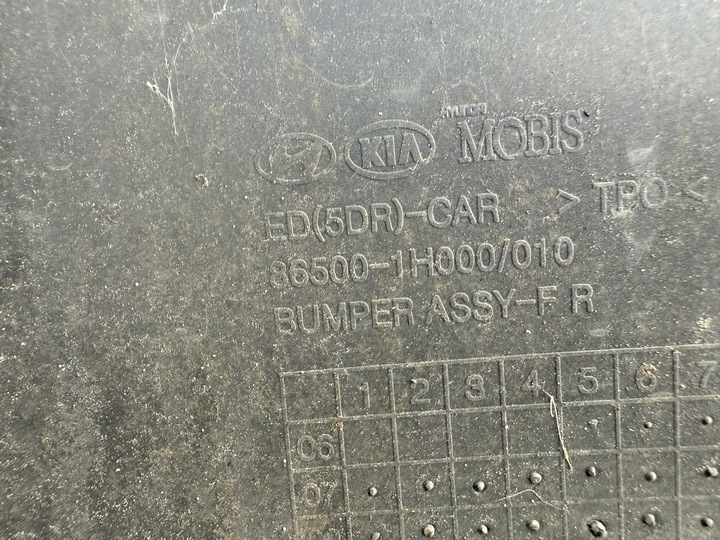 HYUNDAI
KIA MOBIS
ED(5DR)-CAR >TPO<
86500-1H000/010
BUMPER ASSY-F R
1 2 3 4 5 6 7
06
07